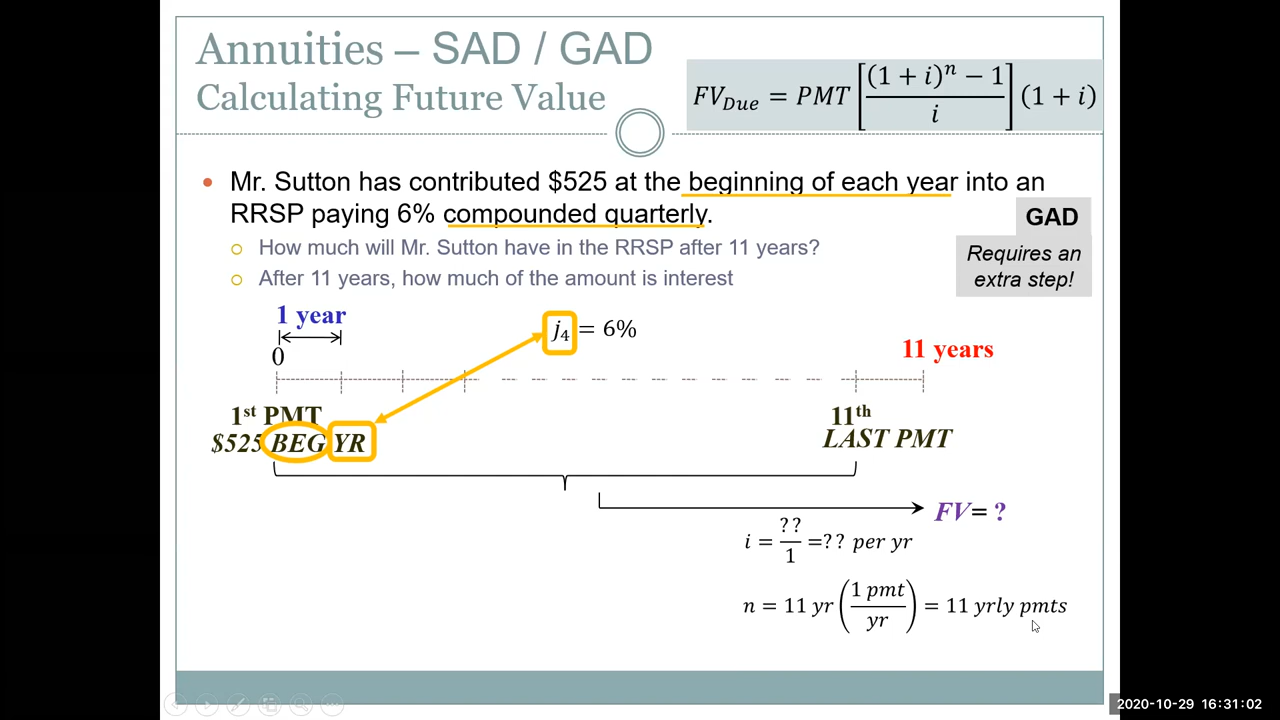 Annuities – SAD / GAD
Calculating Future Value
FV_Due = PMT [((1 + i)^n − 1) / i] (1 + i)
• Mr. Sutton has contributed $525 at the beginning of each year into an
RRSP paying 6% compounded quarterly.
GAD
Requires an
extra step!
○ How much will Mr. Sutton have in the RRSP after 11 years?
○ After 11 years, how much of the amount is interest
1 year
j₄ = 6%
0
11 years
1st PMT
$525 BEG YR
11th
LAST PMT
FV= ?
i = ??/1 =?? per yr
n = 11 yr (1 pmt / yr) = 11 yrly pmts
2020-10-29 16:31:02